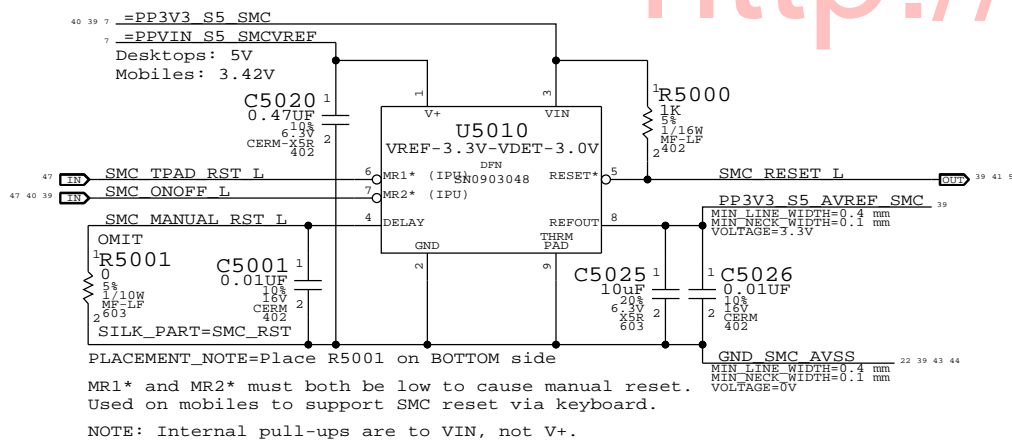 http://
40 39 7 =PP3V3_S5_SMC
7 =PPVIN_S5_SMCVREF
Desktops: 5V
Mobiles: 3.42V
C5020
0.47UF
10%
6.3V
CERM-X5R
402
1
2
1
V+
3
VIN
U5010
VREF-3.3V-VDET-3.0V
DFN
SN0903048
R5000
1K
5%
1/16W
MF-LF
402
1
2
47 IN SMC_TPAD_RST_L 6 MR1* (IPU)
47 40 39 IN SMC_ONOFF_L 7 MR2* (IPU)
RESET* 5 SMC_RESET_L OUT 39 41 5
SMC_MANUAL_RST_L 4 DELAY
REFOUT 8
PP3V3_S5_AVREF_SMC 39
MIN_LINE_WIDTH=0.4 mm
MIN_NECK_WIDTH=0.1 mm
VOLTAGE=3.3V
GND
2
THRM
PAD
9
OMIT
R5001
0
5%
1/10W
MF-LF
603
1
2
SILK_PART=SMC_RST
C5001
0.01UF
10%
16V
CERM
402
1
2
C5025
10uF
20%
6.3V
X5R
603
1
2
C5026
0.01UF
10%
16V
CERM
402
1
2
PLACEMENT_NOTE=Place R5001 on BOTTOM side
GND_SMC_AVSS 22 39 43 44
MIN_LINE_WIDTH=0.4 mm
MIN_NECK_WIDTH=0.1 mm
VOLTAGE=0V
MR1* and MR2* must both be low to cause manual reset.
Used on mobiles to support SMC reset via keyboard.
NOTE: Internal pull-ups are to VIN, not V+.